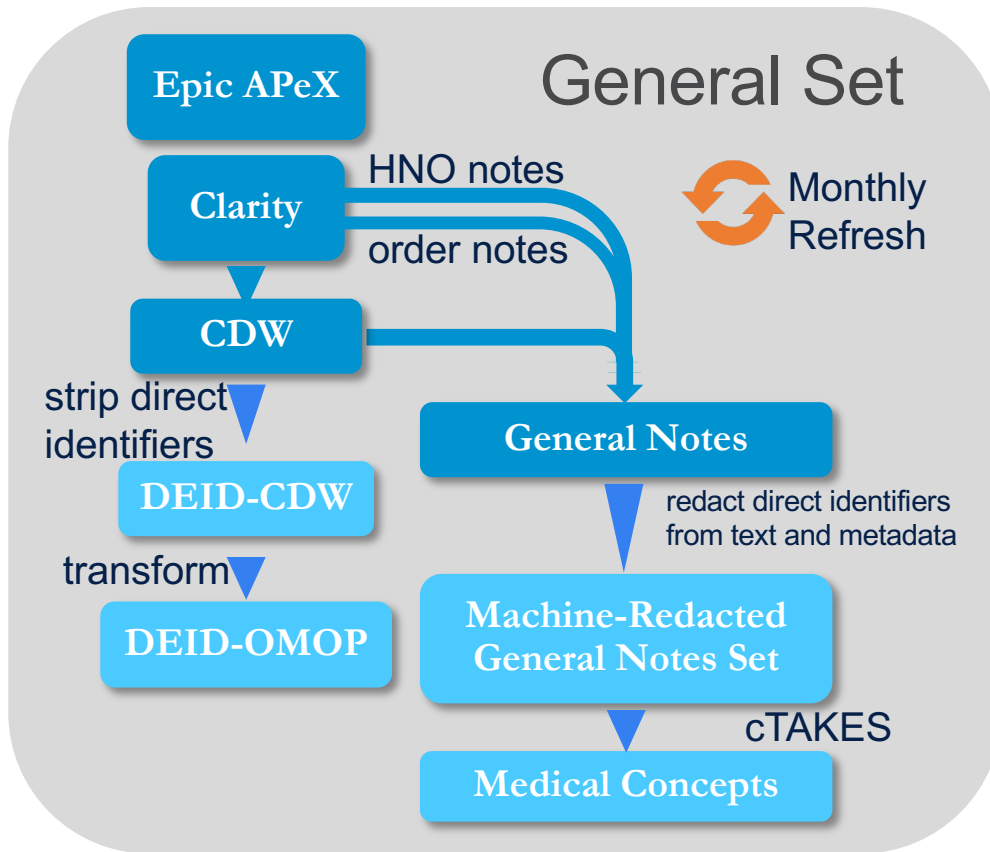 Epic APeX
General Set
Clarity
HNO notes
order notes
Monthly
Refresh
CDW
strip direct
identifiers
General Notes
DEID-CDW
redact direct identifiers
from text and metadata
transform
DEID-OMOP
Machine-Redacted
General Notes Set
cTAKES
Medical Concepts